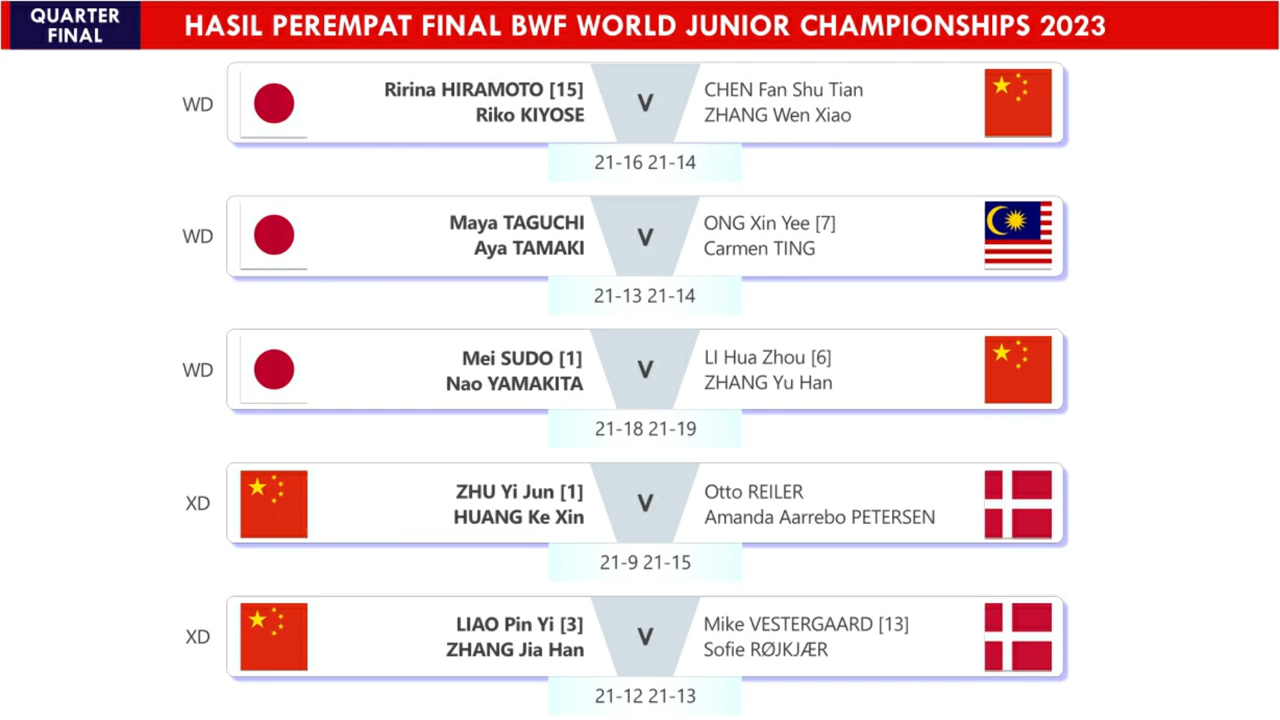 QUARTER
FINAL
HASIL PEREMPAT FINAL BWF WORLD JUNIOR CHAMPIONSHIPS 2023
WD
Ririna HIRAMOTO [15]
Riko KIYOSE
V
CHEN Fan Shu Tian
ZHANG Wen Xiao
21-16 21-14
WD
Maya TAGUCHI
Aya TAMAKI
V
ONG Xin Yee [7]
Carmen TING
21-13 21-14
WD
Mei SUDO [1]
Nao YAMAKITA
V
LI Hua Zhou [6]
ZHANG Yu Han
21-18 21-19
XD
ZHU Yi Jun [1]
HUANG Ke Xin
V
Otto REILER
Amanda Aarrebo PETERSEN
21-9 21-15
XD
LIAO Pin Yi [3]
ZHANG Jia Han
V
Mike VESTERGAARD [13]
Sofie RØJKJÆR
21-12 21-13